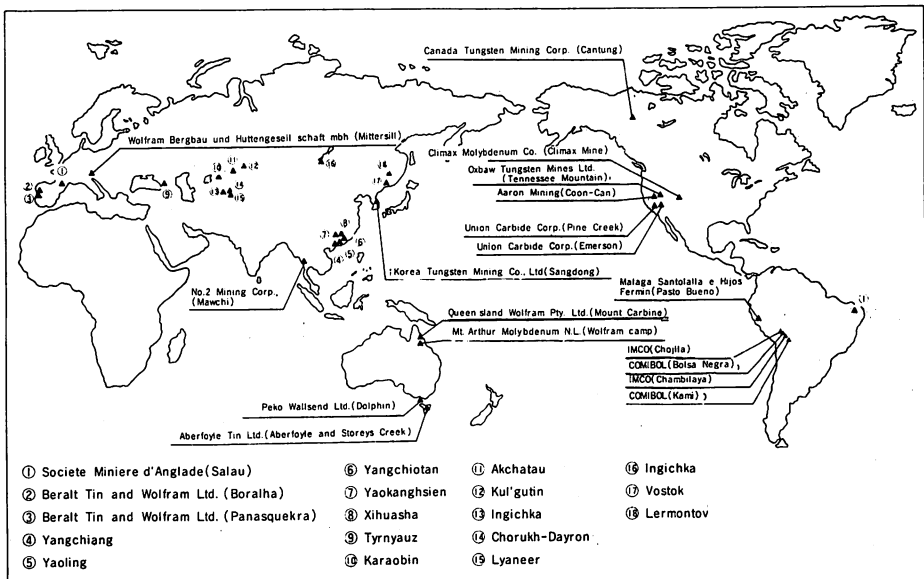 Canada Tungsten Mining Corp. (Cantung)
Wolfram Bergbau und Huttengesell schaft mbh (Mittersill)
Climax Molybdenum Co. (Climax Mine)
Oxbaw Tungsten Mines Ltd.
(Tennessee Mountain)
Aaron Mining (Coon-Can)
Union Carbide Corp. (Pine Creek)
Union Carbide Corp. (Emerson)
Korea Tungsten Mining Co., Ltd (Sangdong)
No.2 Mining Corp.,
(Mawchi)
Malaga Santolalla e Hijos
Fermin (Pasto Bueno)
Queen sland Wolfram Pty. Ltd. (Mount Carbine)
Mt. Arthur Molybdenum N.L. (Wolfram camp)
IMCO (Chojlla)
COMIBOL (Bolsa Negra)
IMCO (Chambilaya)
COMIBOL (Kami)
Peko Wallsend Ltd. (Dolphin)
Aberfoyle Tin Ltd. (Aberfoyle and Storeys Creek)
① Societe Miniere d'Anglade (Salau)
② Beralt Tin and Wolfram Ltd. (Boralha)
③ Beralt Tin and Wolfram Ltd. (Panasquekra)
④ Yangchiang
⑤ Yaoling
⑥ Yangchiotan
⑦ Yaokanghsien
⑧ Xihuasha
⑨ Tyrnyauz
⑩ Karaobin
⑪ Akchatau
⑫ Kul'gutin
⑬ Ingichka
⑭ Chorukh-Dayron
⑮ Lyaneer
⑯ Ingichka
⑰ Vostok
⑱ Lermontov